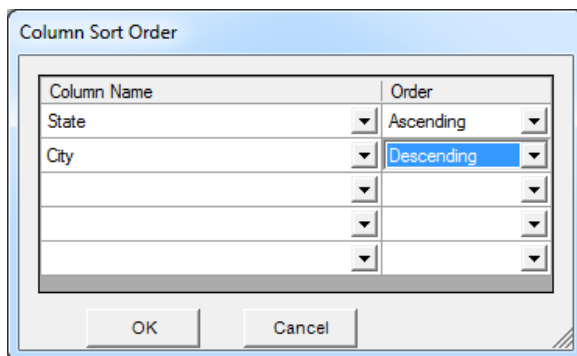 Column Sort Order
Column Name Order
State Ascending
City Descending
OK Cancel